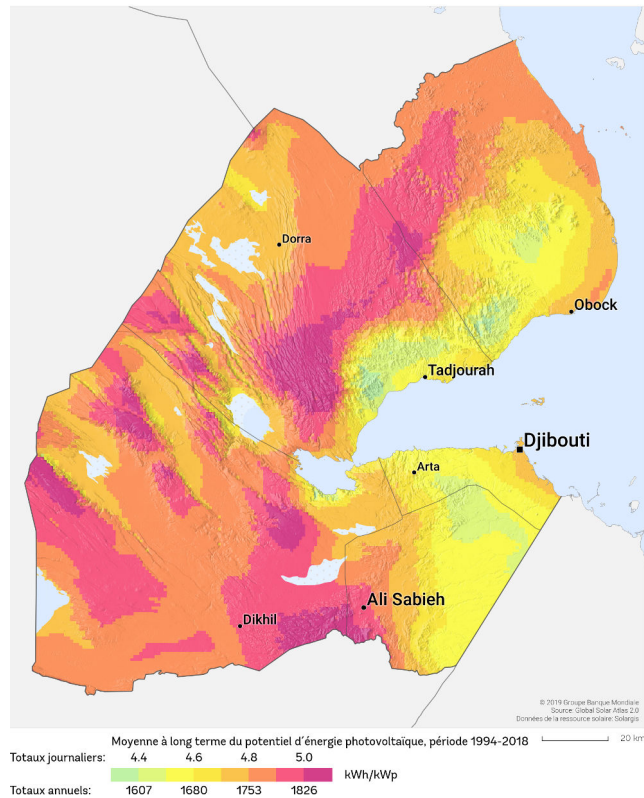 Dorra
Obock
Tadjourah
Djibouti
Arta
Ali Sabieh
Dikhil
© 2019 Groupe Banque Mondiale
Source: Global Solar Atlas 2.0
Données de la ressource solaire: Solargis
Moyenne à long terme du potentiel d´énergie photovoltaïque, période 1994-2018
20 km
Totaux journaliers: 4.4 4.6 4.8 5.0
kWh/kWp
Totaux annuels: 1607 1680 1753 1826